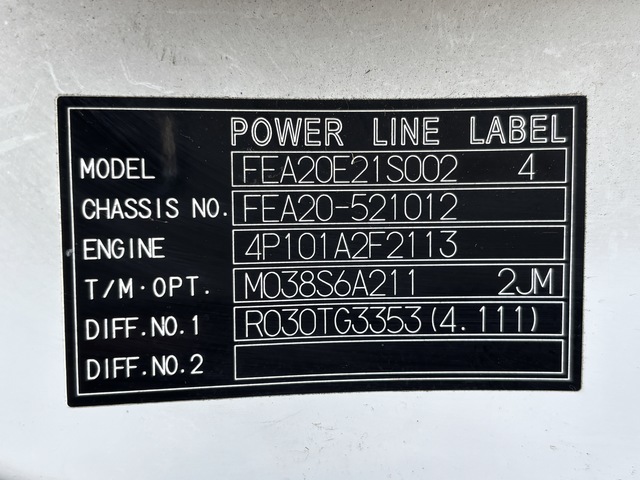 POWER LINE LABEL
MODEL FEA20E21S002 4
CHASSIS NO. FEA20-521012
ENGINE 4P101A2F2113
T/M·OPT. M038S6A211 2JM
DIFF.NO.1 R030TG3353(4.111)
DIFF.NO.2